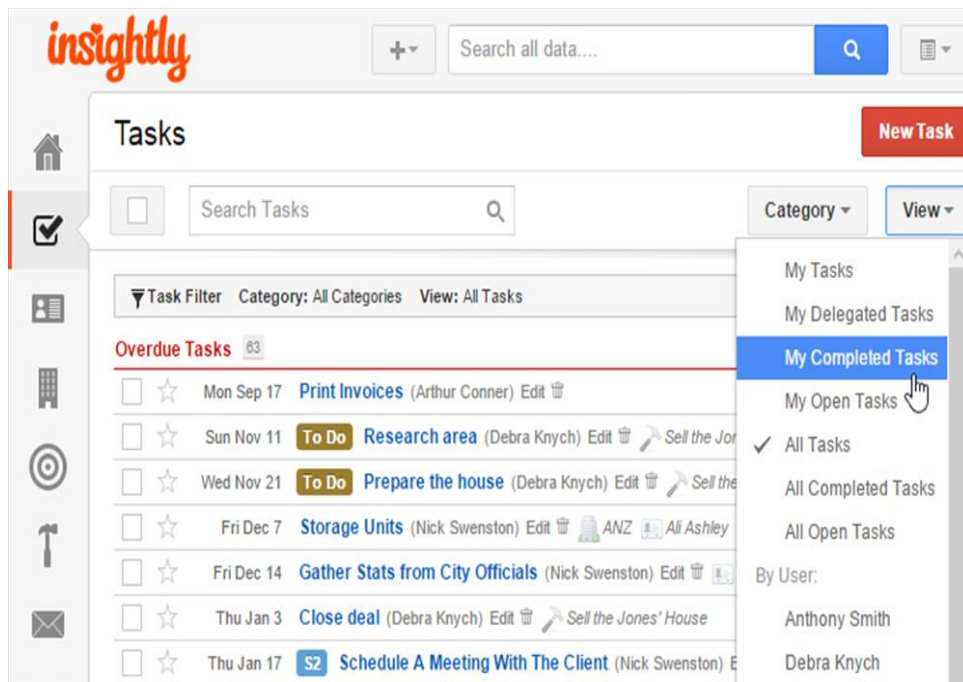 insightly
Search all data....
Tasks
New Task
Search Tasks
Category
View
Task Filter Category: All Categories View: All Tasks
Overdue Tasks 63
Mon Sep 17 Print Invoices (Arthur Conner) Edit
Sun Nov 11 To Do Research area (Debra Knych) Edit Sell the Jor
Wed Nov 21 To Do Prepare the house (Debra Knych) Edit Sell the
Fri Dec 7 Storage Units (Nick Swenston) Edit ANZ Ali Ashley
Fri Dec 14 Gather Stats from City Officials (Nick Swenston) Edit
Thu Jan 3 Close deal (Debra Knych) Edit Sell the Jones' House
Thu Jan 17 S2 Schedule A Meeting With The Client (Nick Swenston) E
My Tasks
My Delegated Tasks
My Completed Tasks
My Open Tasks
All Tasks
All Completed Tasks
All Open Tasks
By User:
Anthony Smith
Debra Knych